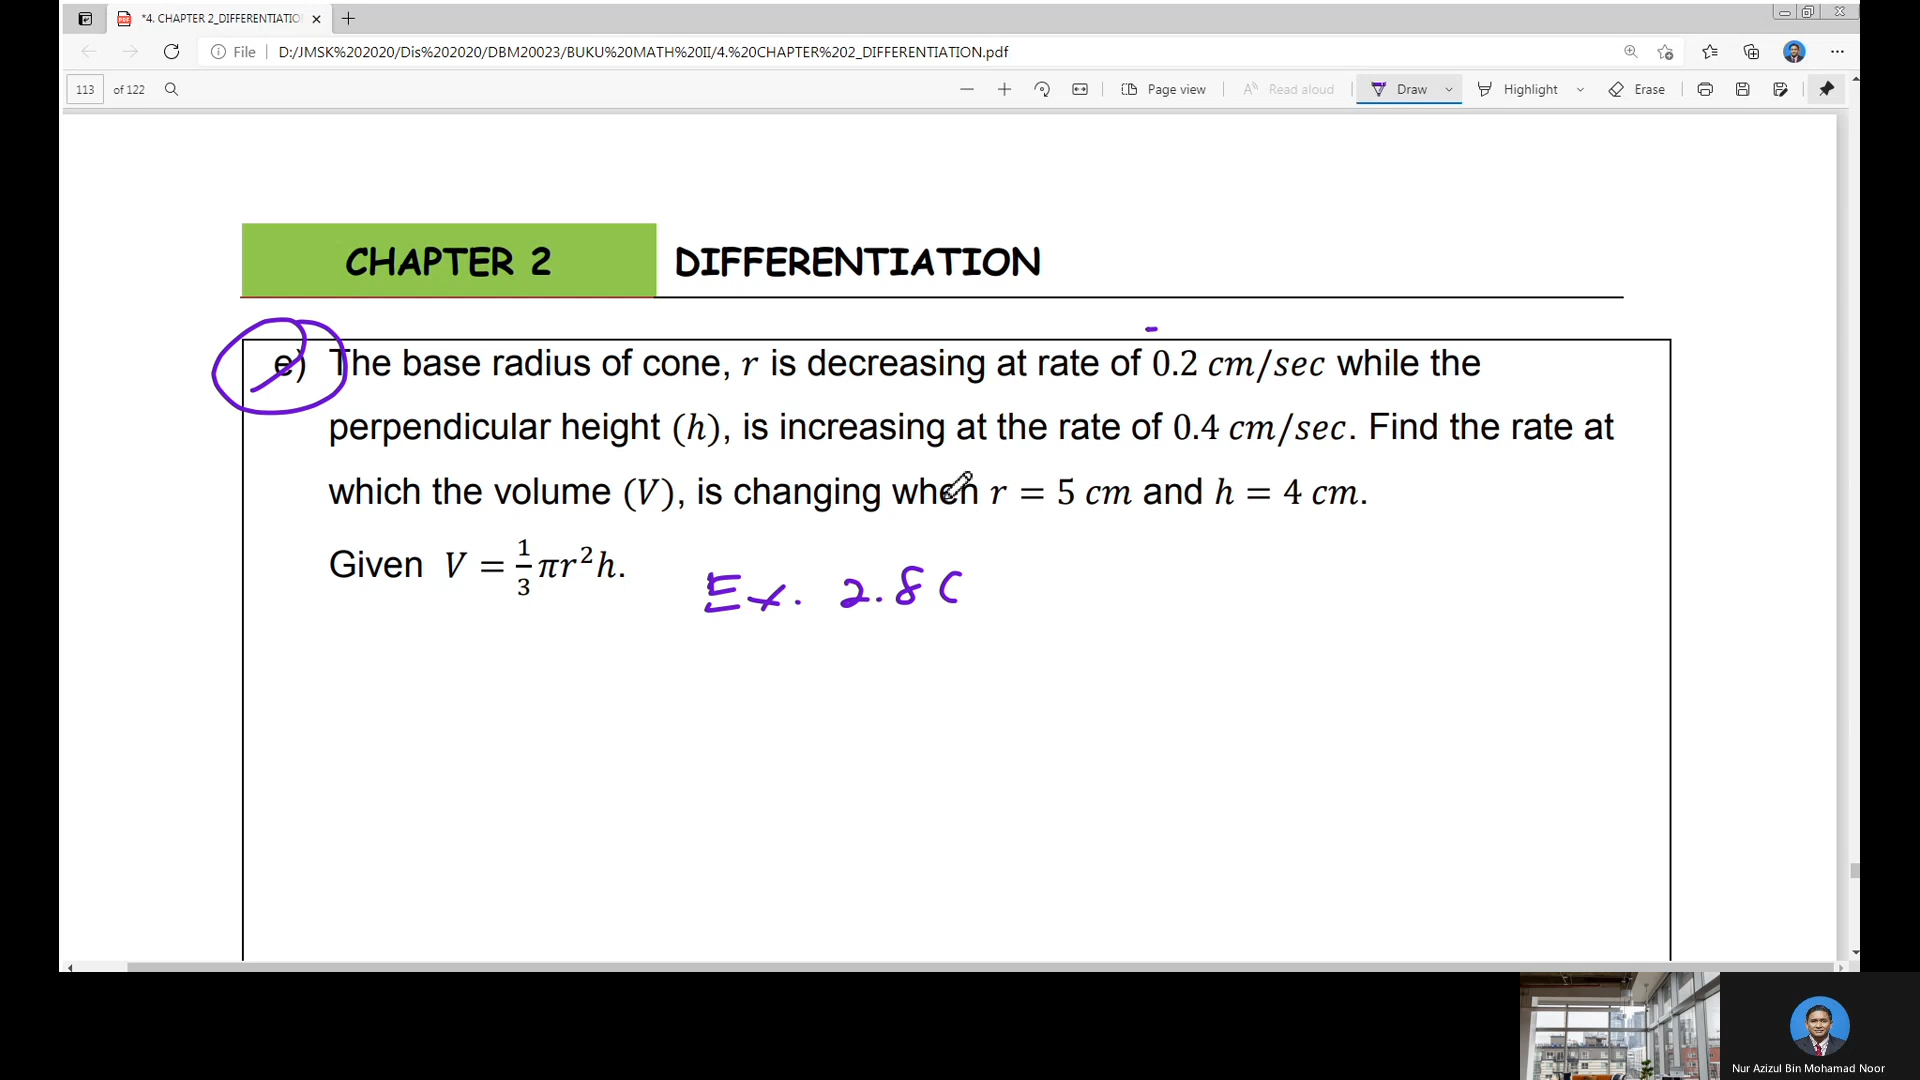 *4. CHAPTER 2_DIFFERENTIATIO
File D:/JMSK%202020/Dis%202020/DBM20023/BUKU%20MATH%20II/4.%20CHAPTER%202_DIFFERENTIATION.pdf
113 of 122 Page view Read aloud Draw Highlight Erase
CHAPTER 2 DIFFERENTIATION
e) The base radius of cone, r is decreasing at rate of 0.2 cm/sec while the
perpendicular height (h), is increasing at the rate of 0.4 cm/sec. Find the rate at
which the volume (V), is changing when r = 5 cm and h = 4 cm.
Given V = 1/3 πr²h.
Ex. 2.8 C
Nur Azizul Bin Mohamad Noor